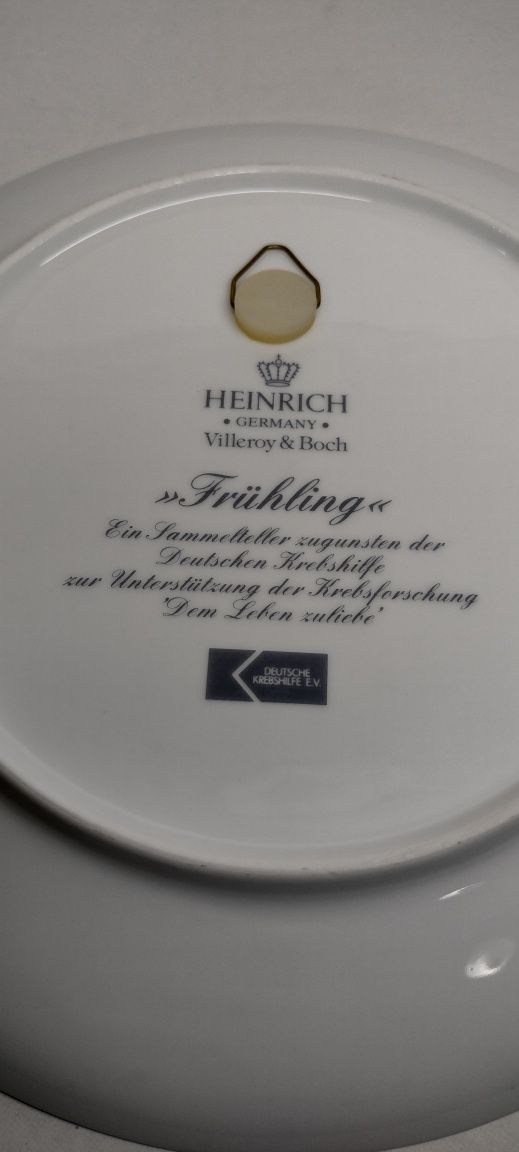 HEINRICH
• GERMANY •
Villeroy & Boch
»Frühling«
Ein Sammelteller zugunsten der
Deutschen Krebshilfe
zur Unterstützung der Krebsforschung
'Dem Leben zuliebe'
DEUTSCHE
KREBSHILFE E.V.